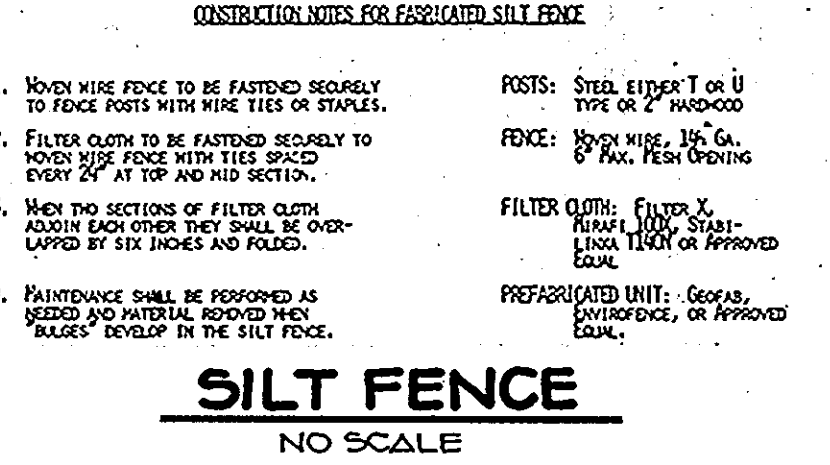 CONSTRUCTION NOTES FOR FABRICATED SILT FENCE
. WOVEN WIRE FENCE TO BE FASTENED SECURELY
TO FENCE POSTS WITH WIRE TIES OR STAPLES.
. FILTER CLOTH TO BE FASTENED SECURELY TO
WOVEN WIRE FENCE WITH TIES SPACED
EVERY 24" AT TOP AND MID SECTION.
. WHEN TWO SECTIONS OF FILTER CLOTH
ADJOIN EACH OTHER THEY SHALL BE OVER-
LAPPED BY SIX INCHES AND FOLDED.
. MAINTENANCE SHALL BE PERFORMED AS
NEEDED AND MATERIAL REMOVED WHEN
"BULGES" DEVELOP IN THE SILT FENCE.
POSTS: STEEL EITHER T OR U
TYPE OR 2" HARDWOOD
FENCE: WOVEN WIRE, GA.
6" MAX. MESH OPENING
FILTER CLOTH: FILTER X,
MIRAFI 100X, STABI-
LINKA T140N OR APPROVED
EQUAL
PREFABRICATED UNIT: GEOFAB,
ENVIROFENCE, OR APPROVED
EQUAL.
SILT FENCE
NO SCALE